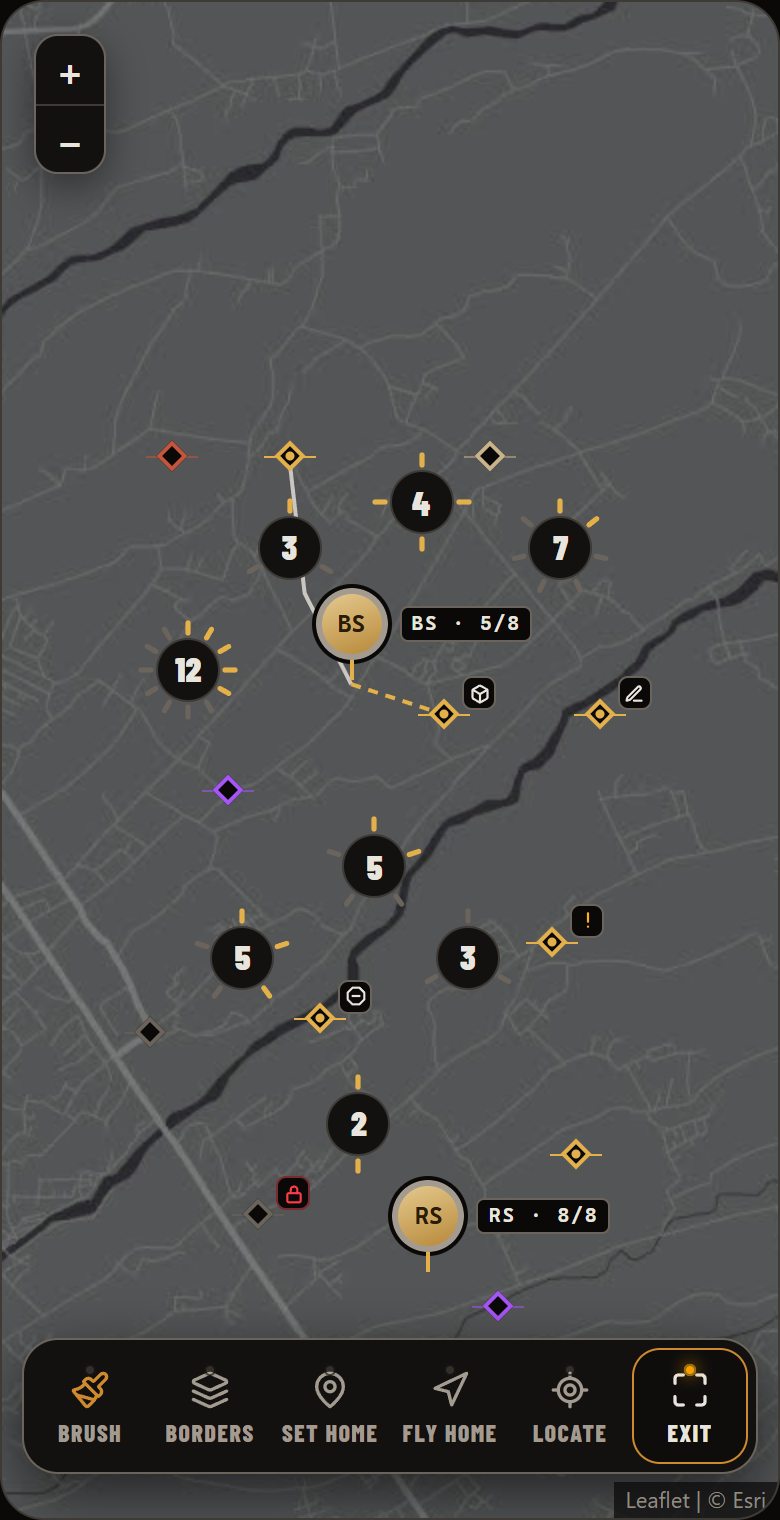 +
−
4
3
7
BS
BS · 5/8
12
5
5
3
!
2
RS
RS · 8/8
BRUSH
BORDERS
SET HOME
FLY HOME
LOCATE
EXIT
Leaflet | © Esri